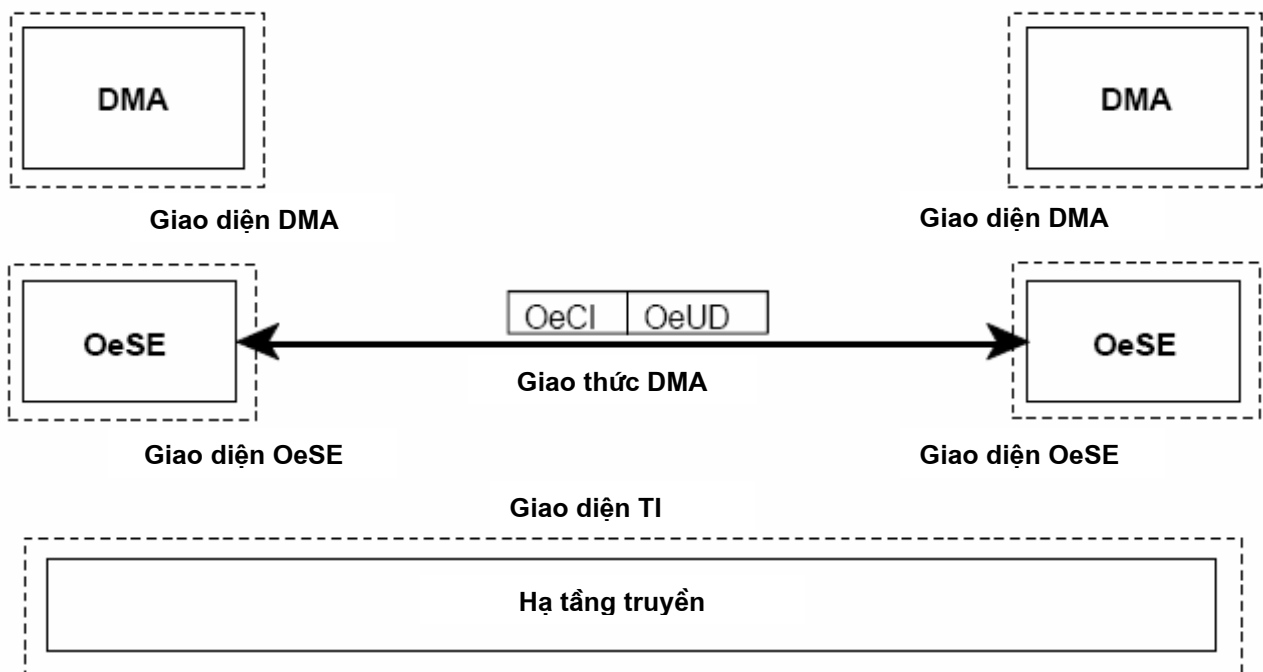 DMA
DMA
Giao diện DMA
Giao diện DMA
OeCI OeUD
OeSE
OeSE
Giao thức DMA
Giao diện OeSE
Giao diện OeSE
Giao diện TI
Hạ tầng truyền